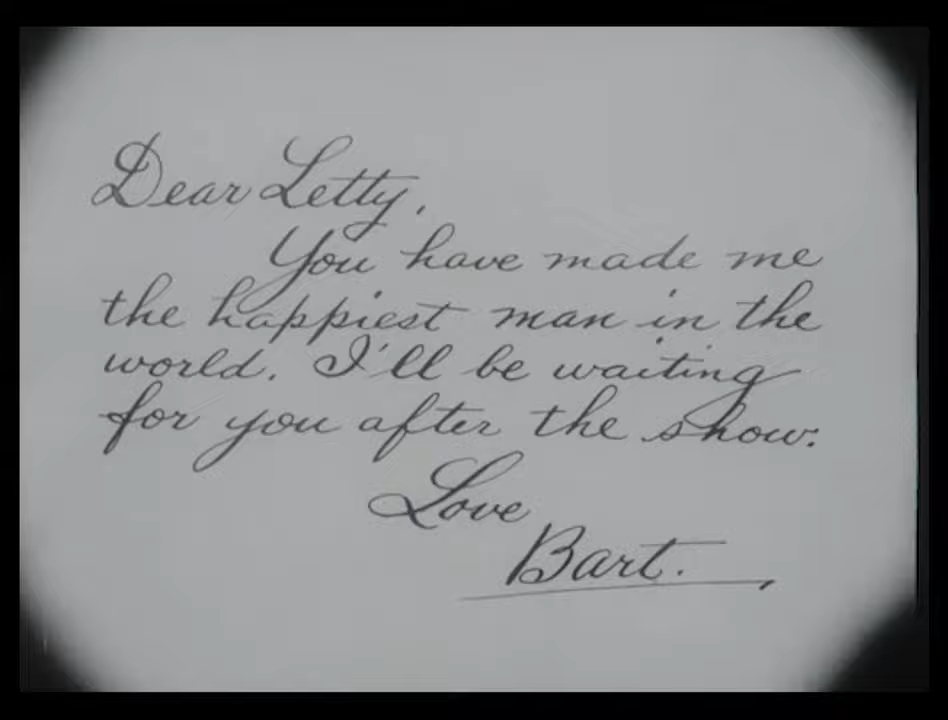 Dear Letty,
You have made me
the happiest man in the
world. I'll be waiting
for you after the show.
Love
Bart.